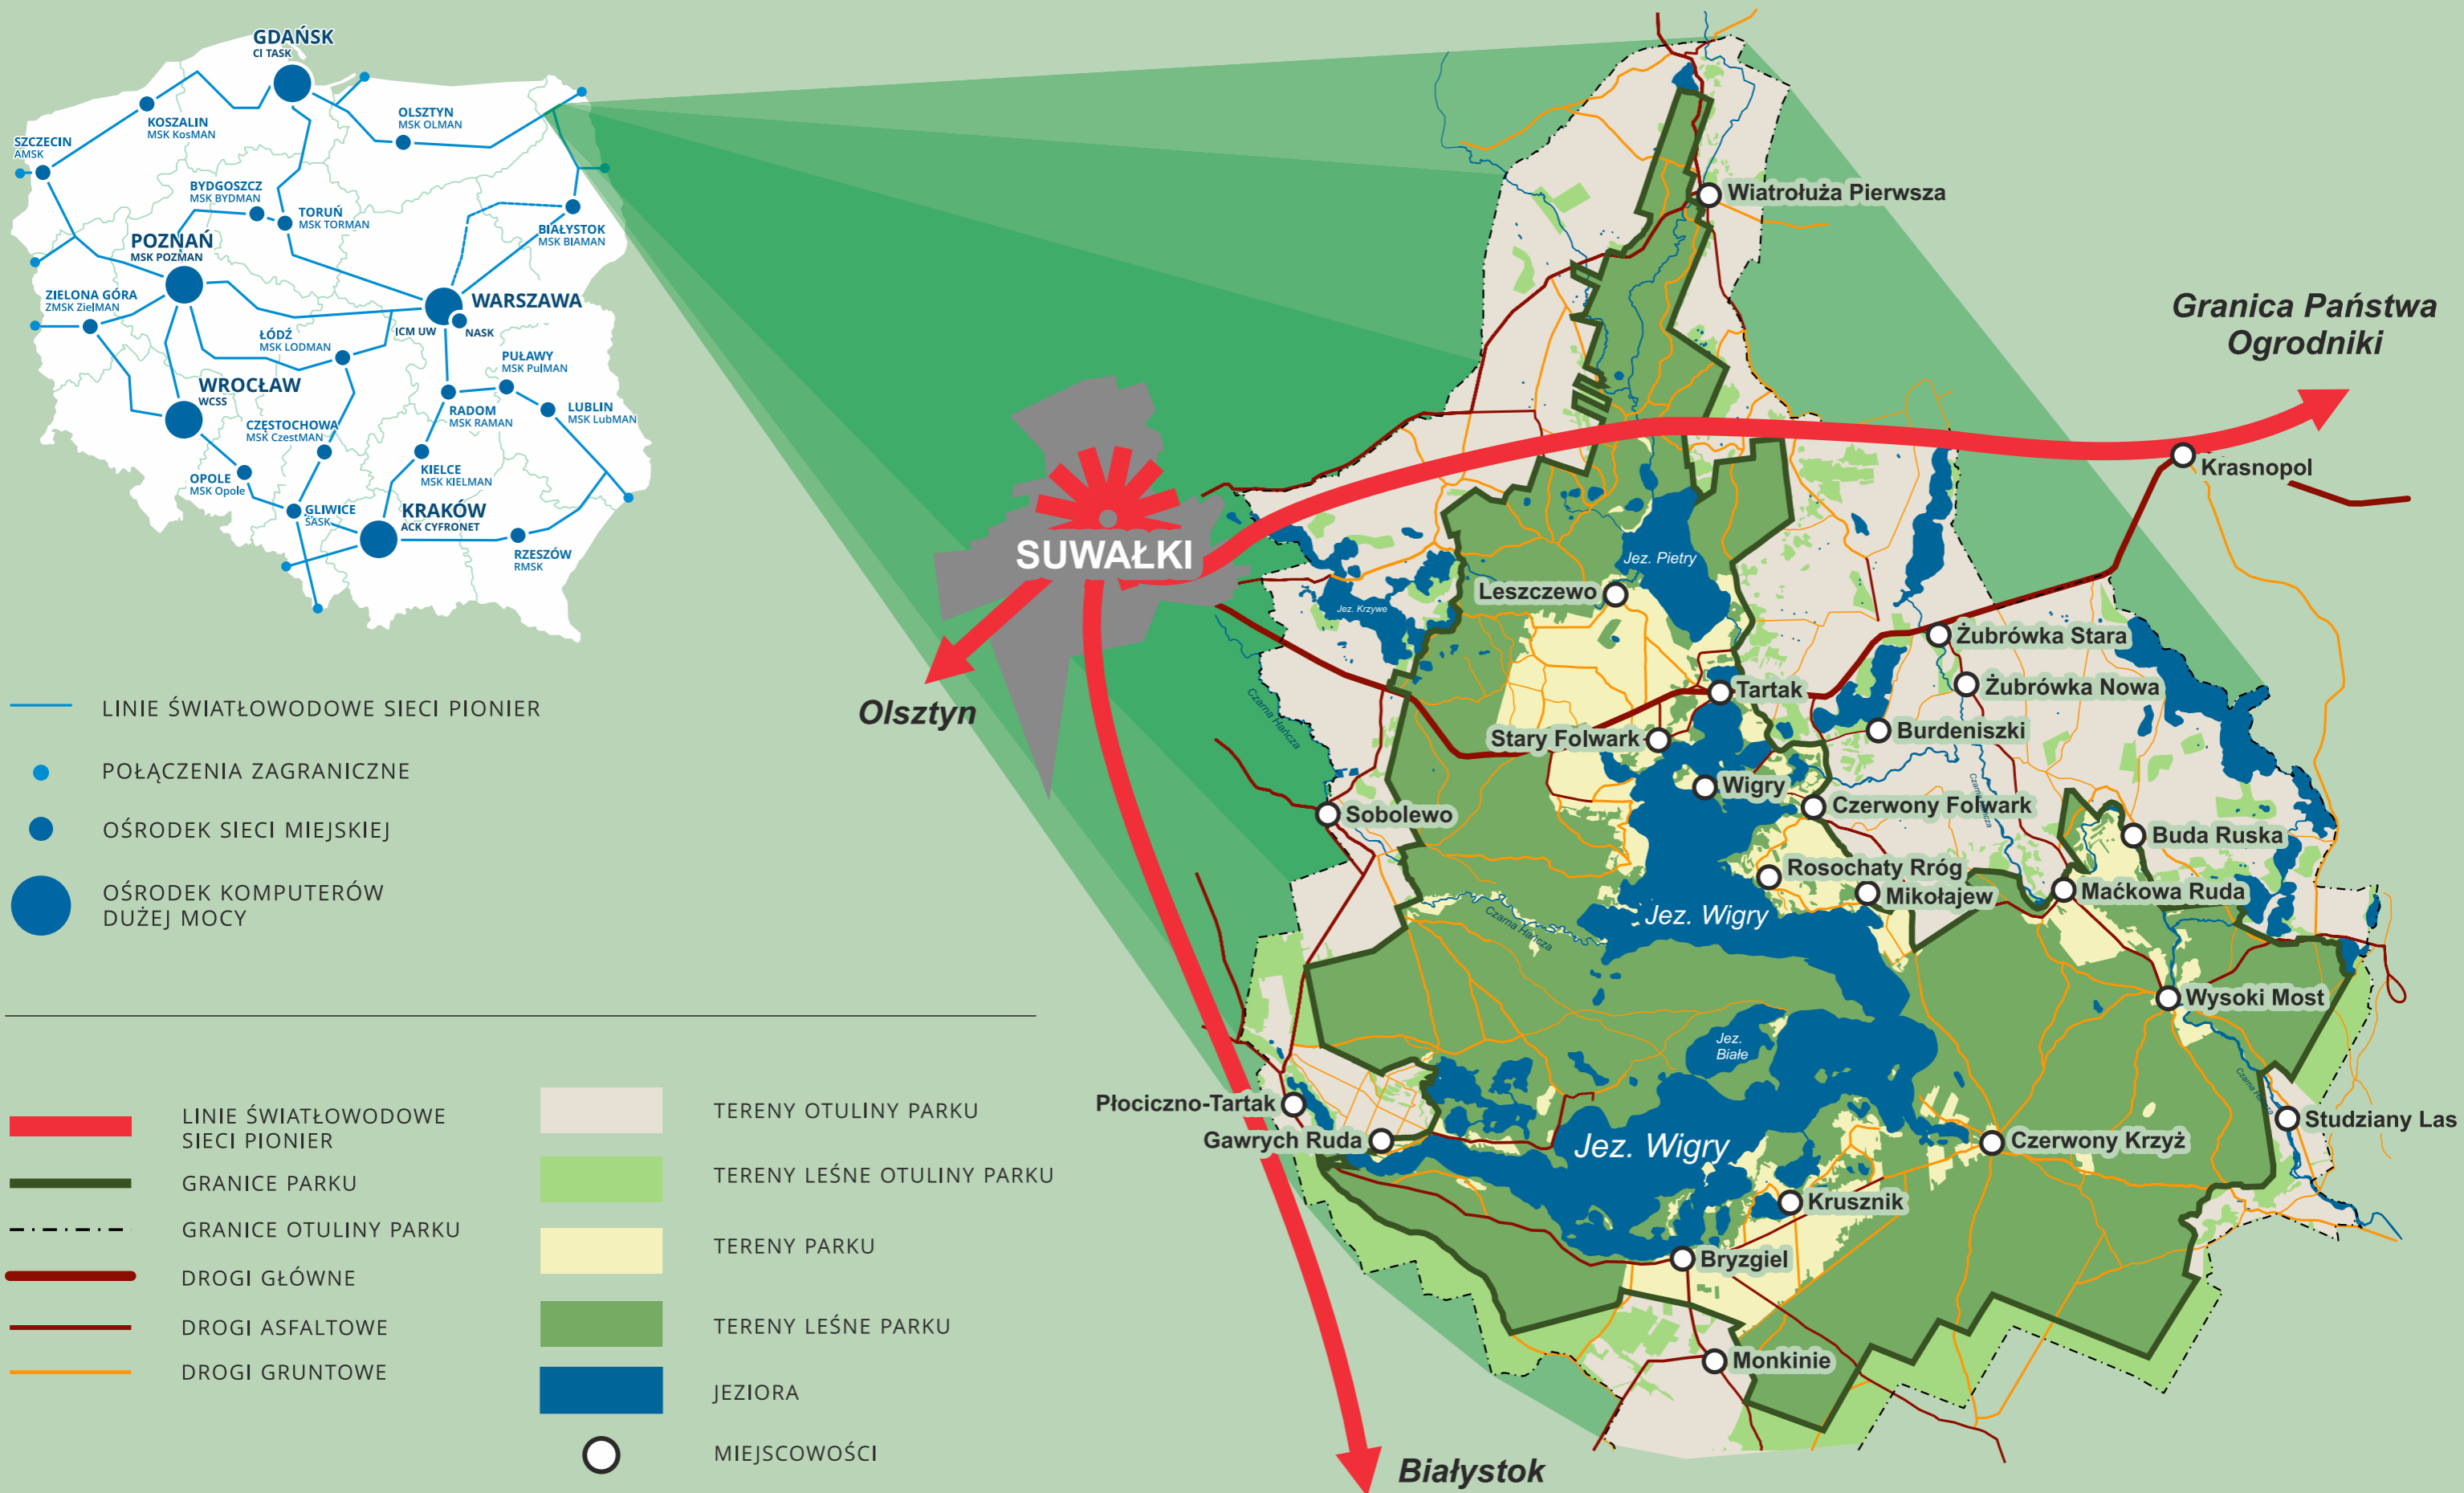 GDAŃSK
CI TASK
KOSZALIN
MSK KosMAN
OLSZTYN
MSK OLMAN
SZCZECIN
AMSK
BYDGOSZCZ
MSK BYDMAN
TORUŃ
MSK TORMAN
BIAŁYSTOK
MSK BIAMAN
POZNAŃ
MSK POZMAN
ZIELONA GÓRA
ZMSK ZielMAN
WARSZAWA
ICM UW
NASK
ŁÓDŹ
MSK LODMAN
PUŁAWY
MSK PulMAN
WROCŁAW
WCSS
RADOM
MSK RAMAN
LUBLIN
MSK LubMAN
CZĘSTOCHOWA
MSK CzestMAN
OPOLE
MSK Opole
KIELCE
MSK KIELMAN
GLIWICE
ŚASK
KRAKÓW
ACK CYFRONET
RZESZÓW
RMSK
LINIE ŚWIATŁOWODOWE SIECI PIONIER
POŁĄCZENIA ZAGRANICZNE
OŚRODEK SIECI MIEJSKIEJ
OŚRODEK KOMPUTERÓW
DUŻEJ MOCY
LINIE ŚWIATŁOWODOWE
SIECI PIONIER
GRANICE PARKU
GRANICE OTULINY PARKU
DROGI GŁÓWNE
DROGI ASFALTOWE
DROGI GRUNTOWE
TERENY OTULINY PARKU
TERENY LEŚNE OTULINY PARKU
TERENY PARKU
TERENY LEŚNE PARKU
JEZIORA
MIEJSCOWOŚCI
Wiatrołuża Pierwsza
Granica Państwa
Ogrodniki
Krasnopol
SUWAŁKI
Olsztyn
Jez. Pietry
Leszczewo
Jez. Krzywe
Żubrówka Stara
Żubrówka Nowa
Tartak
Czarna Hańcza
Stary Folwark
Burdeniszki
Wigry
Czerwony Folwark
Czarna Hańcza
Sobolewo
Buda Ruska
Rosochaty Rróg
Mikołajew
Maćkowa Ruda
Jez. Wigry
Czarna Hańcza
Wysoki Most
Jez.
Białe
Czarna Hańcza
Płociczno-Tartak
Gawrych Ruda
Jez. Wigry
Studziany Las
Czerwony Krzyż
Krusznik
Bryzgiel
Monkinie
Białystok